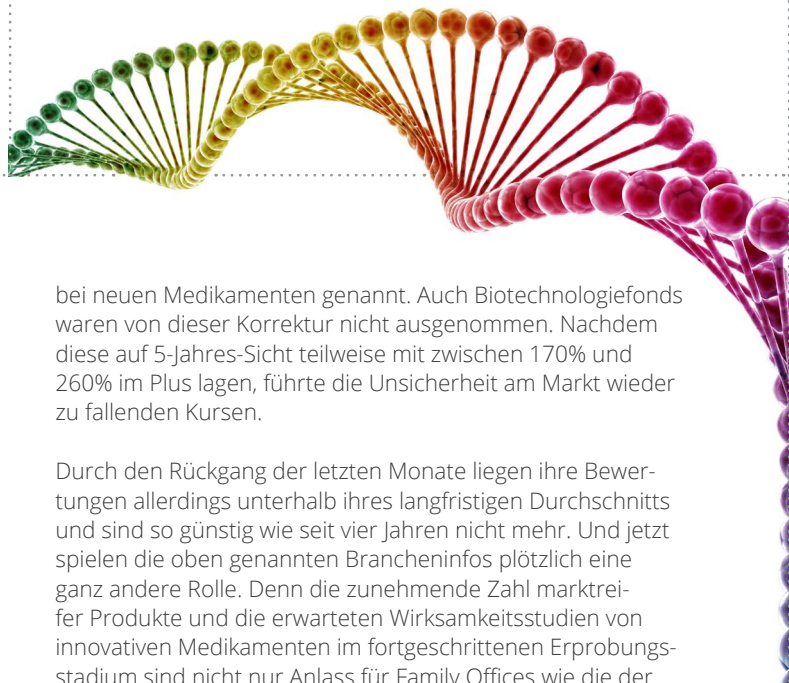 bei neuen Medikamenten genannt. Auch Biotechnologiefonds
waren von dieser Korrektur nicht ausgenommen. Nachdem
diese auf 5-Jahres-Sicht teilweise mit zwischen 170% und
260% im Plus lagen, führte die Unsicherheit am Markt wieder
zu fallenden Kursen.
Durch den Rückgang der letzten Monate liegen ihre Bewer-
tungen allerdings unterhalb ihres langfristigen Durchschnitts
und sind so günstig wie seit vier Jahren nicht mehr. Und jetzt
spielen die oben genannten Brancheninfos plötzlich eine
ganz andere Rolle. Denn die zunehmende Zahl marktrei-
fer Produkte und die erwarteten Wirksamkeitsstudien von
innovativen Medikamenten im fortgeschrittenen Erprobungs-
stadium sind nicht nur Anlass für Family Offices wie die der